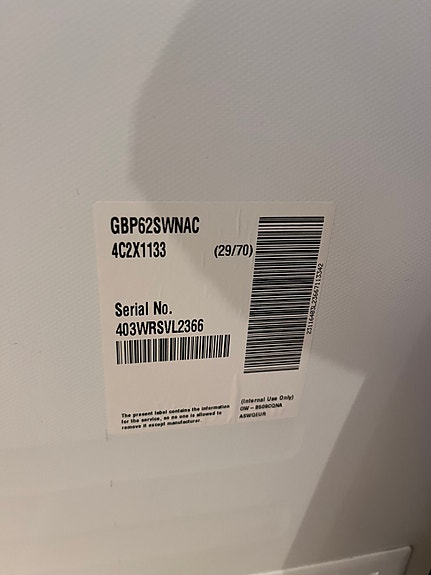 GBP62SWNAC
4C2X1133 (29/70)
Serial No.
403WRSVL2366
The present label contains the information
for the service, so no one is allowed to
remove it except manufacturer.
(Internal Use Only)
ASWQEUR